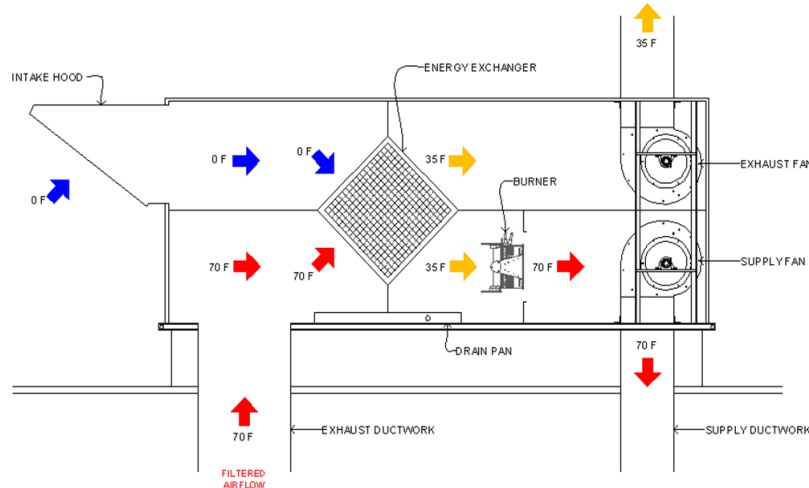 35 F
INTAKE HOOD
ENERGY EXCHANGER
0 F
0 F
35 F
EXHAUST FAN
BURNER
0 F
70 F
70 F
35 F
70 F
SUPPLY FAN
DRAIN PAN
70 F
70 F
EXHAUST DUCTWORK
SUPPLY DUCTWORK
FILTERED
AIRFLOW